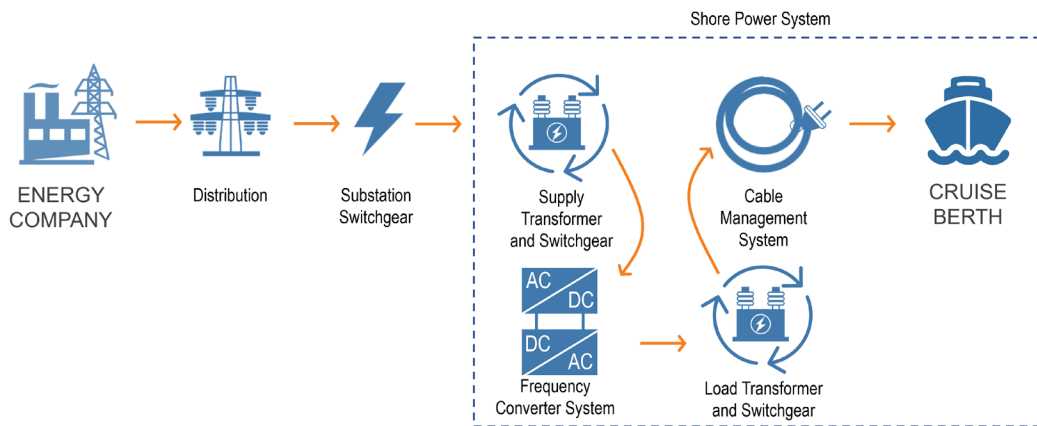 Shore Power System
ENERGY
COMPANY
Distribution
Substation
Switchgear
Supply
Transformer
and Switchgear
Cable
Management
System
CRUISE
BERTH
AC
DC
DC
AC
Frequency
Converter System
Load Transformer
and Switchgear